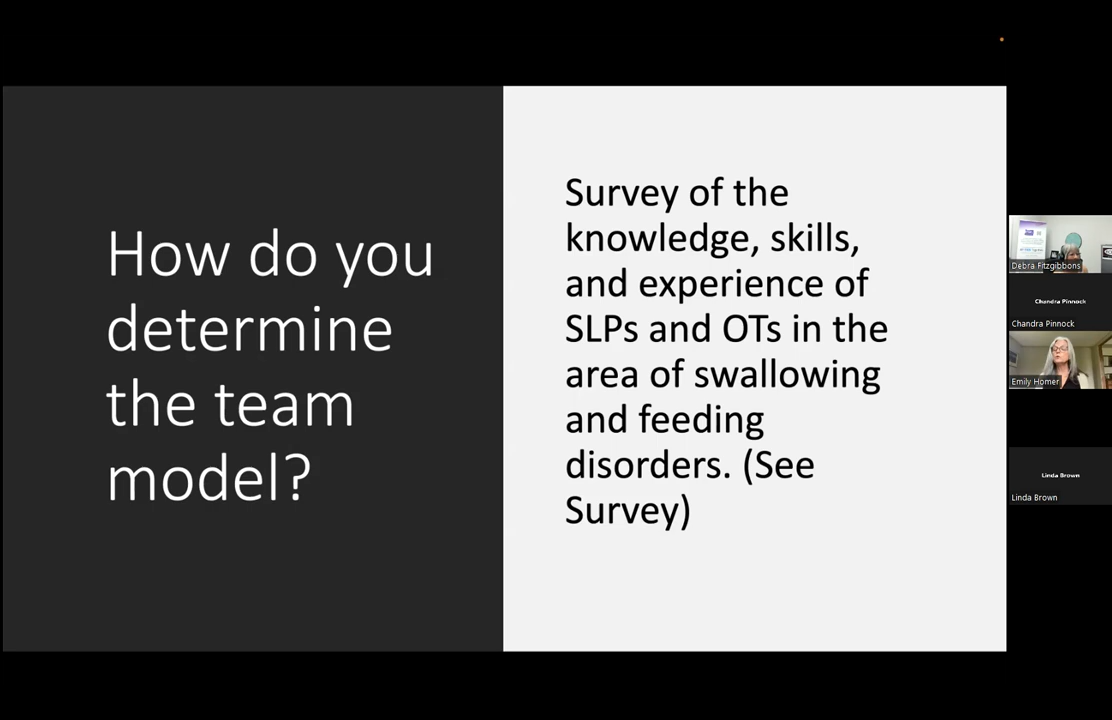 How do you
determine
the team
model?
Survey of the
knowledge, skills,
and experience of
SLPs and OTs in the
area of swallowing
and feeding
disorders. (See
Survey)
Debra Fitzgibbons
Chandra Pinnock
Chandra Pinnock
Emily Homer
Linda Brown
Linda Brown